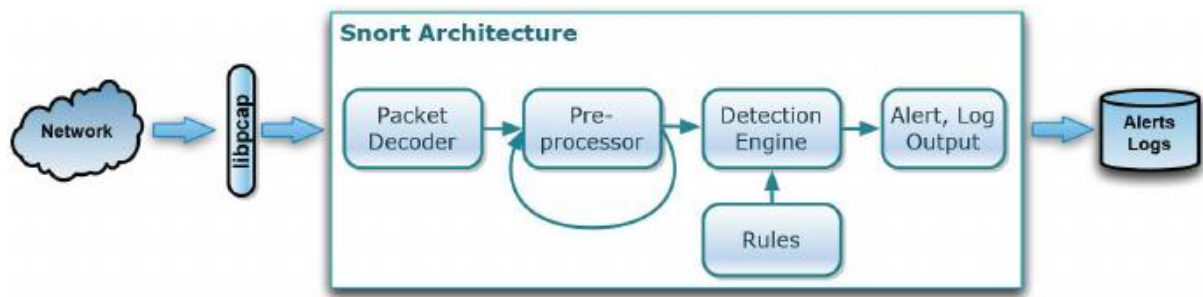 Snort Architecture
Network
libpcap
Packet
Decoder
Pre-
processor
Detection
Engine
Alert, Log
Output
Rules
Alerts
Logs